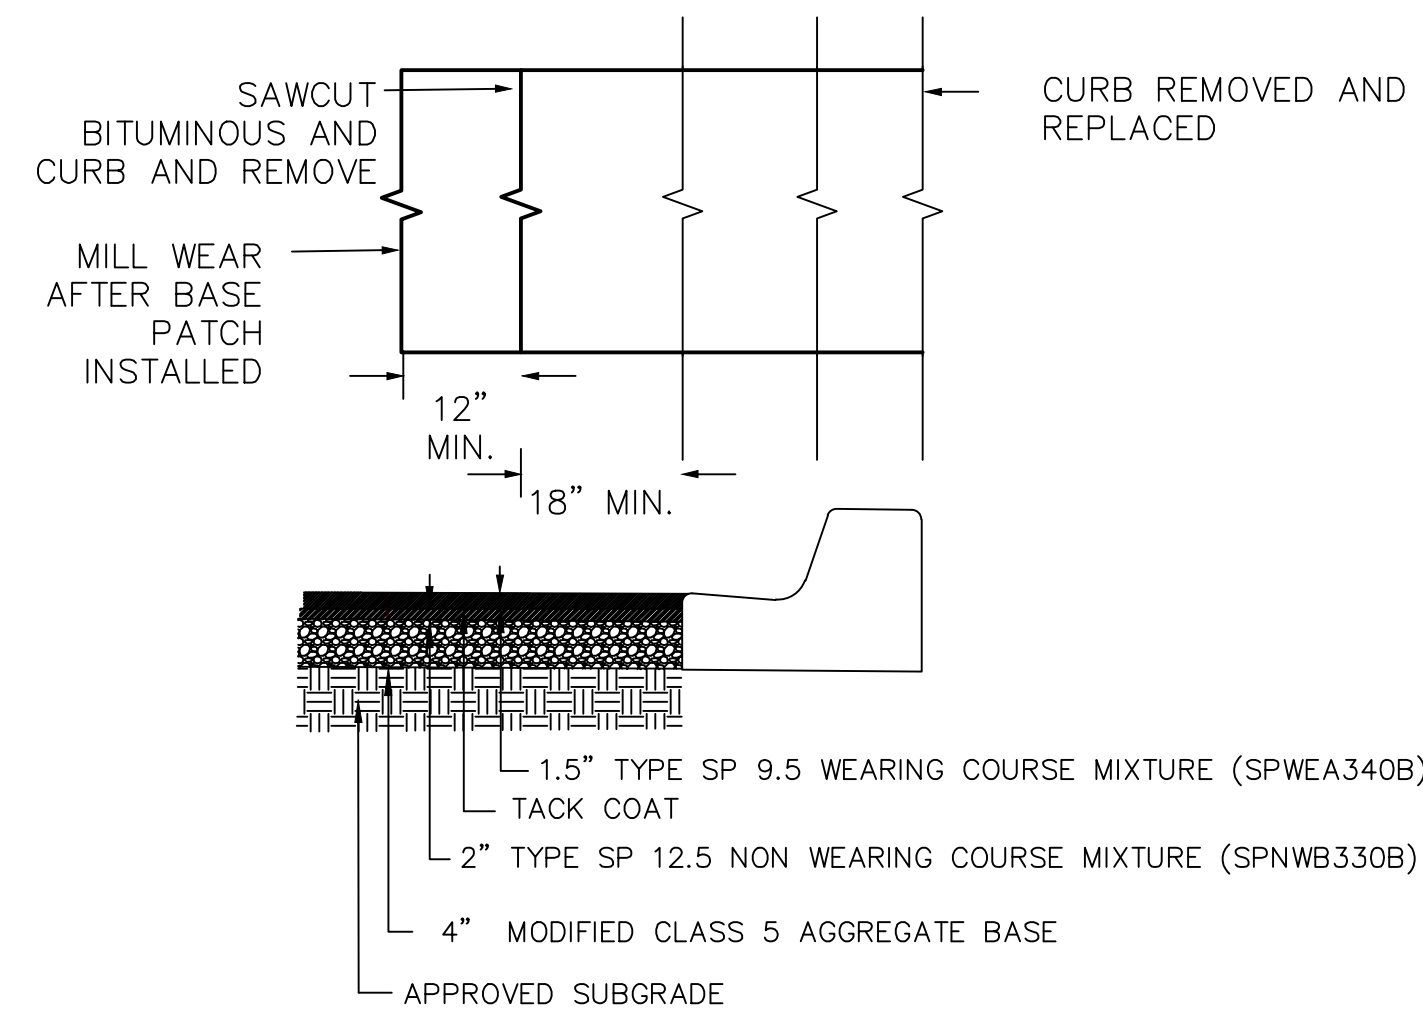 SAWCUT
BITUMINOUS AND
CURB AND REMOVE
CURB REMOVED AND
REPLACED
MILL WEAR
AFTER BASE
PATCH
INSTALLED
12”
MIN.
18” MIN.
1.5” TYPE SP 9.5 WEARING COURSE MIXTURE (SPWEA340B)
TACK COAT
2” TYPE SP 12.5 NON WEARING COURSE MIXTURE (SPNWB330B)
4” MODIFIED CLASS 5 AGGREGATE BASE
APPROVED SUBGRADE